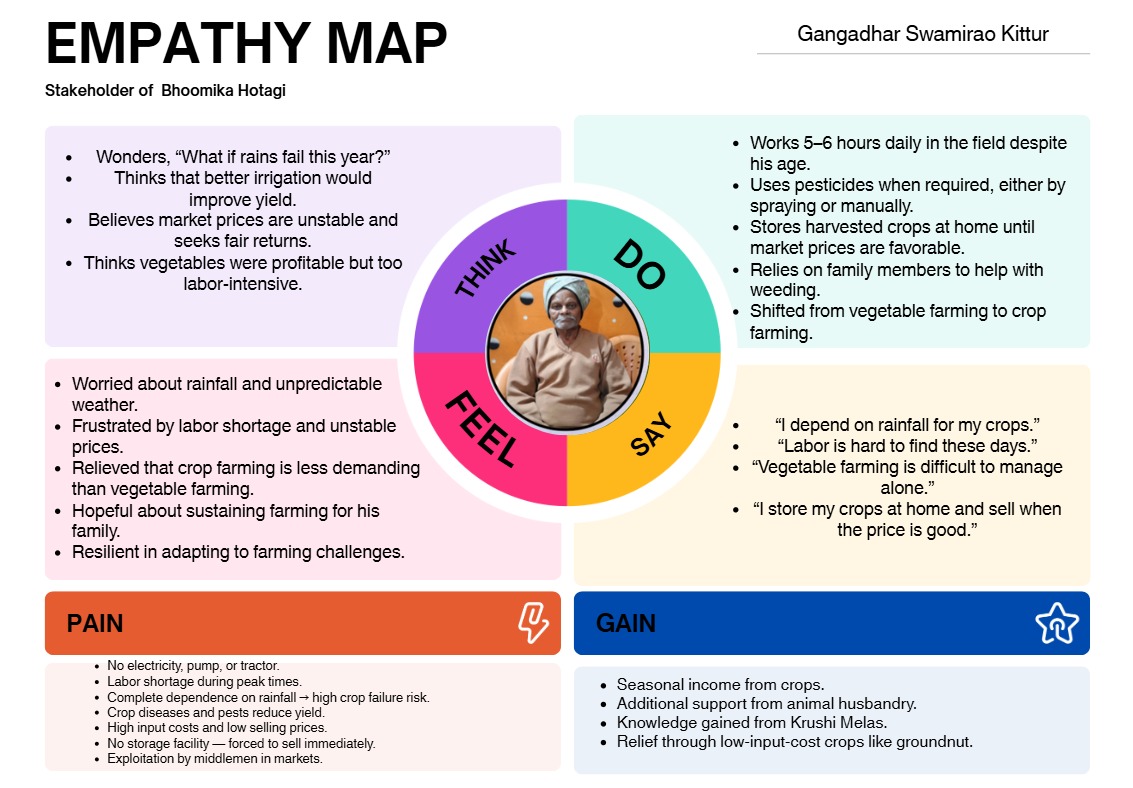 EMPATHY MAP
Gangadhar Swamirao Kittur
Stakeholder of  Bhoomika Hotagi
• Wonders, “What if rains fail this year?”
• Thinks that better irrigation would
improve yield.
• Believes market prices are unstable and
seeks fair returns.
• Thinks vegetables were profitable but too
labor-intensive.
• Works 5–6 hours daily in the field despite
his age.
• Uses pesticides when required, either by
spraying or manually.
• Stores harvested crops at home until
market prices are favorable.
• Relies on family members to help with
weeding.
• Shifted from vegetable farming to crop
farming.
THINK
DO
FEEL
SAY
• Worried about rainfall and unpredictable
weather.
• Frustrated by labor shortage and unstable
prices.
• Relieved that crop farming is less demanding
than vegetable farming.
• Hopeful about sustaining farming for his
family.
• Resilient in adapting to farming challenges.
• “I depend on rainfall for my crops.”
• “Labor is hard to find these days.”
• “Vegetable farming is difficult to manage
alone.”
• “I store my crops at home and sell when
the price is good.”
PAIN
• No electricity, pump, or tractor.
• Labor shortage during peak times.
• Complete dependence on rainfall → high crop failure risk.
• Crop diseases and pests reduce yield.
• High input costs and low selling prices.
• No storage facility — forced to sell immediately.
• Exploitation by middlemen in markets.
GAIN
• Seasonal income from crops.
• Additional support from animal husbandry.
• Knowledge gained from Krushi Melas.
• Relief through low-input-cost crops like groundnut.